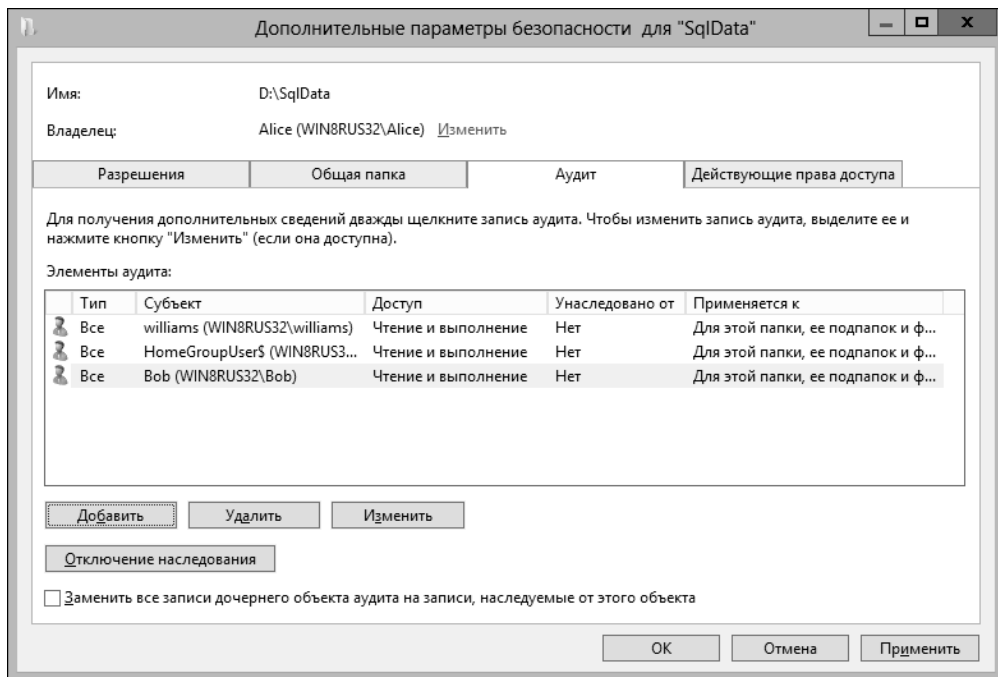 Дополнительные параметры безопасности для "SqlData"
Имя: D:\SqlData
Владелец: Alice (WIN8RUS32\Alice) Изменить
Разрешения Общая папка Аудит Действующие права доступа
Для получения дополнительных сведений дважды щелкните запись аудита. Чтобы изменить запись аудита, выделите ее и
нажмите кнопку "Изменить" (если она доступна).
Элементы аудита:
Тип Субъект Доступ Унаследовано от Применяется к
Все williams (WIN8RUS32\williams) Чтение и выполнение Нет Для этой папки, ее подпапок и ф...
Все HomeGroupUser$ (WIN8RUS3... Чтение и выполнение Нет Для этой папки, ее подпапок и ф...
Все Bob (WIN8RUS32\Bob) Чтение и выполнение Нет Для этой папки, ее подпапок и ф...
Добавить Удалить Изменить
Отключение наследования
Заменить все записи дочернего объекта аудита на записи, наследуемые от этого объекта
OK Отмена Применить